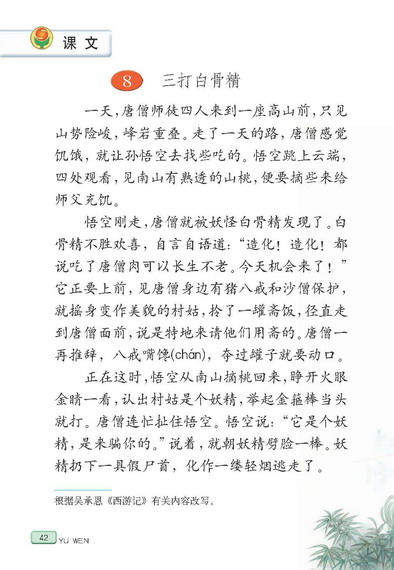 课文
8 三打白骨精
一天，唐僧师徒四人来到一座高山前，只见
山势险峻，峰岩重叠。走了一天的路，唐僧感觉
饥饿，就让孙悟空去找些吃的。悟空跳上云端，
四处观看，见南山有熟透的山桃，便要摘些来给
师父充饥。
悟空刚走，唐僧就被妖怪白骨精发现了。白
骨精不胜欢喜，自言自语道：“造化！造化！都
说吃了唐僧肉可以长生不老。今天机会来了！”
它正要上前，见唐僧身边有猪八戒和沙僧保护，
就摇身变作美貌的村姑，拎了一罐斋饭，径直走
到唐僧面前，说是特地来请他们用斋的。唐僧一
再推辞，八戒嘴馋(chán)，夺过罐子就要动口。
正在这时，悟空从南山摘桃回来，睁开火眼
金睛一看，认出村姑是个妖精，举起金箍棒当头
就打。唐僧连忙扯住悟空。悟空说：“它是个妖
精，是来骗你的。”说着，就朝妖精劈脸一棒。妖
精扔下一具假尸首，化作一缕轻烟逃走了。
根据吴承恩《西游记》有关内容改写。
42 YU WEN